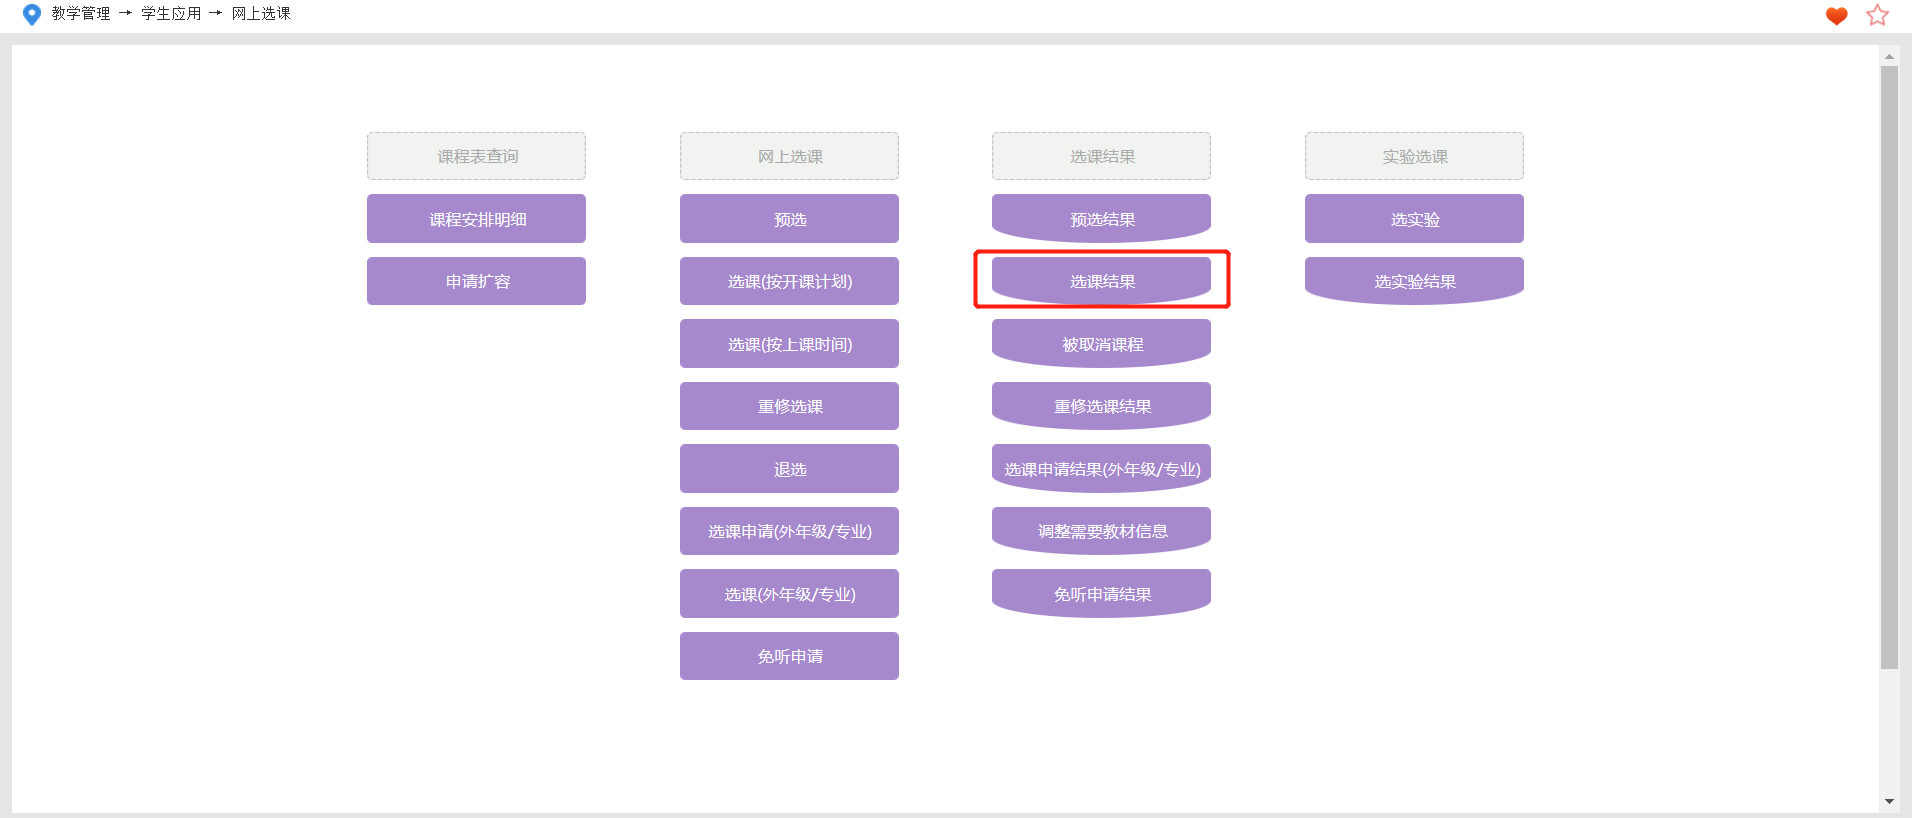 教学管理 → 学生应用 → 网上选课
课程表查询
课程安排明细
申请扩容
网上选课
预选
选课(按开课计划)
选课(按上课时间)
重修选课
退选
选课申请(外年级/专业)
选课(外年级/专业)
免听申请
选课结果
预选结果
选课结果
被取消课程
重修选课结果
选课申请结果(外年级/专业)
调整需要教材信息
免听申请结果
实验选课
选实验
选实验结果